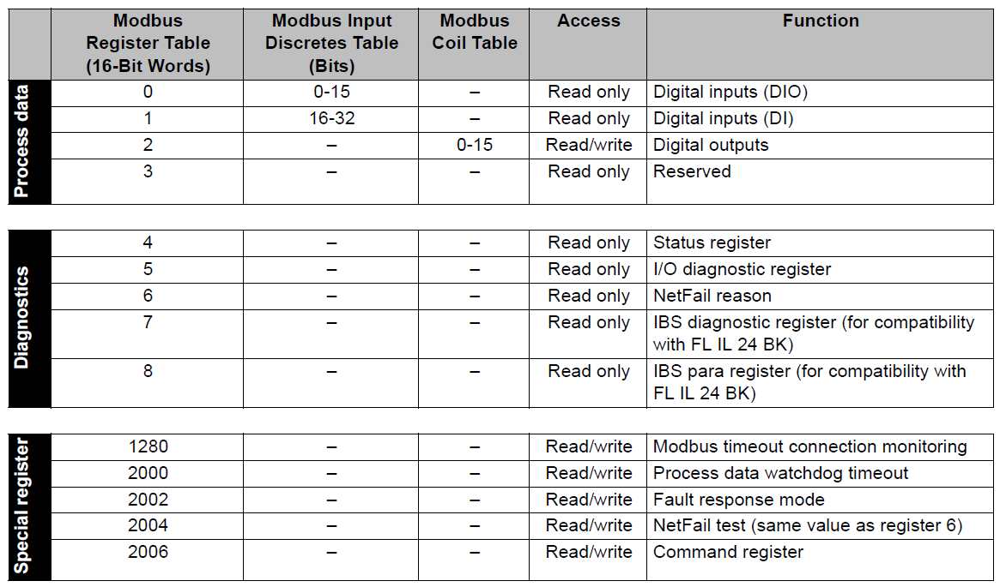 Modbus Register Table (16-Bit Words) | Modbus Input Discretes Table (Bits) | Modbus Coil Table | Access | Function
Process data
0 | 0-15 | – | Read only | Digital inputs (DIO)
1 | 16-32 | – | Read only | Digital inputs (DI)
2 | – | 0-15 | Read/write | Digital outputs
3 | – | – | Read only | Reserved
Diagnostics
4 | – | – | Read only | Status register
5 | – | – | Read only | I/O diagnostic register
6 | – | – | Read only | NetFail reason
7 | – | – | Read only | IBS diagnostic register (for compatibility
with FL IL 24 BK)
8 | – | – | Read only | IBS para register (for compatibility with
FL IL 24 BK)
Special register
1280 | – | – | Read/write | Modbus timeout connection monitoring
2000 | – | – | Read/write | Process data watchdog timeout
2002 | – | – | Read/write | Fault response mode
2004 | – | – | Read/write | NetFail test (same value as register 6)
2006 | – | – | Read/write | Command register